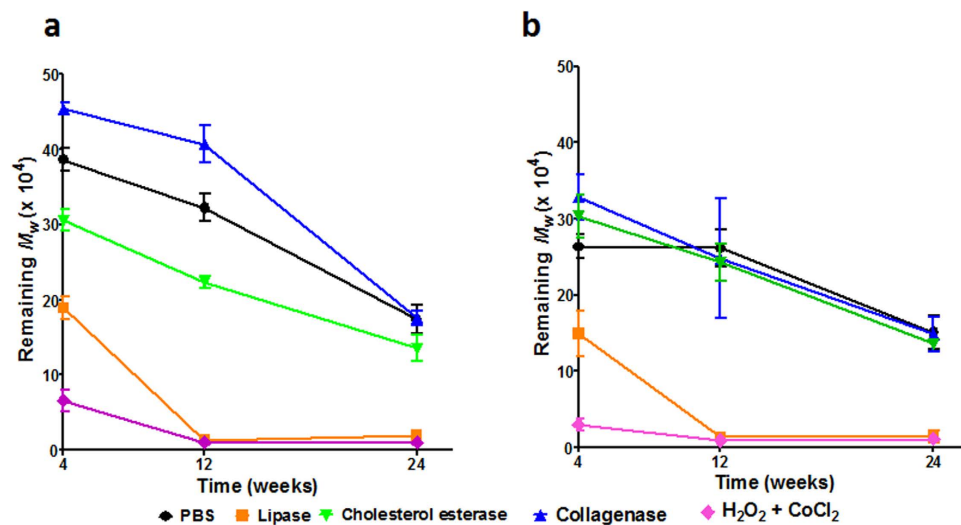 a
b
Remaining Mw (x 10⁴)
50
40
30
20
10
0
4
12
24
Time (weeks)
Remaining Mw (x 10⁴)
50
40
30
20
10
0
4
12
24
Time (weeks)
PBS Lipase Cholesterol esterase Collagenase H₂O₂ + CoCl₂